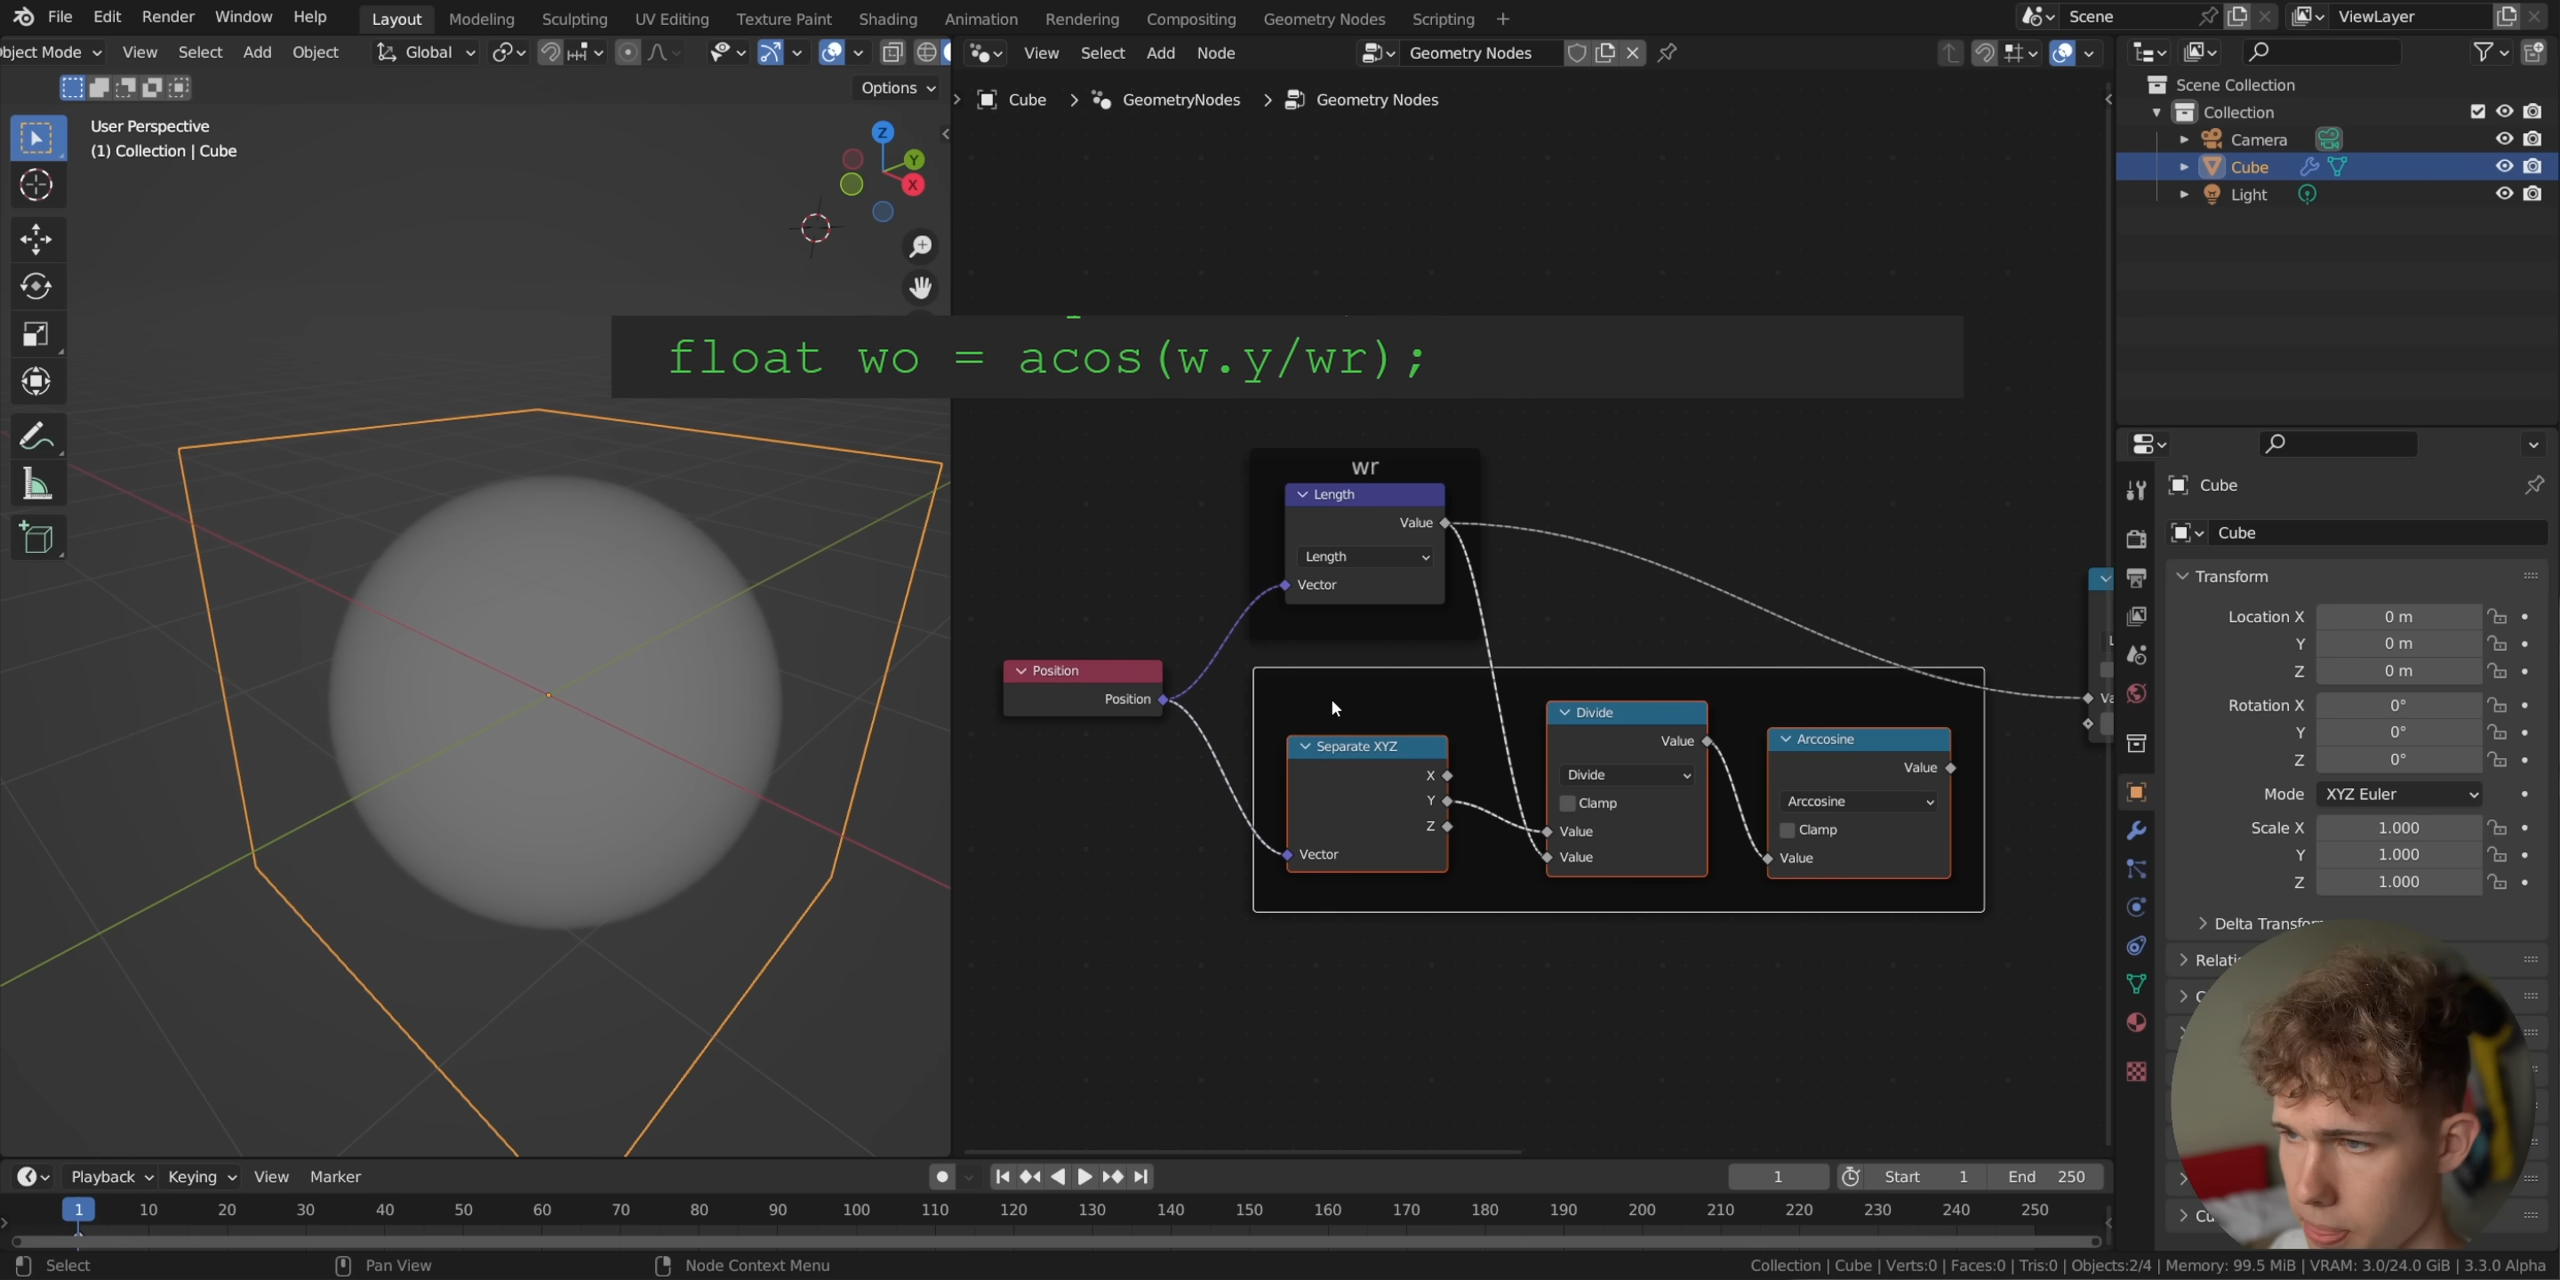 File Edit Render Window Help Layout Modeling Sculpting UV Editing Texture Paint Shading Animation Rendering Compositing Geometry Nodes Scripting + Scene ViewLayer
bject Mode View Select Add Object Global View Select Add Node Geometry Nodes
Options
Cube > GeometryNodes > Geometry Nodes
User Perspective
(1) Collection | Cube
Z
Y
X
Scene Collection
Collection
Camera
Cube
Light
float wo = acos(w.y/wr);
wr
Length
Value
Length
Vector
Position
Position
Separate XYZ
X
Y
Z
Vector
Divide
Value
Divide
Clamp
Value
Value
Arccosine
Value
Arccosine
Clamp
Value
Va
Cube
Cube
Transform
Location X 0 m
Y 0 m
Z 0 m
Rotation X 0°
Y 0°
Z 0°
Mode XYZ Euler
Scale X 1.000
Y 1.000
Z 1.000
Delta Transfor
Relati
Playback Keying View Marker 1 Start 1 End 250
1 10 20 30 40 50 60 70 80 90 100 110 120 130 140 150 160 170 180 190 200 210 220 230 240 250
Select Pan View Node Context Menu Collection | Cube | Verts:0 | Faces:0 | Tris:0 | Objects:2/4 | Memory: 99.5 MiB | VRAM: 3.0/24.0 GiB | 3.3.0 Alpha